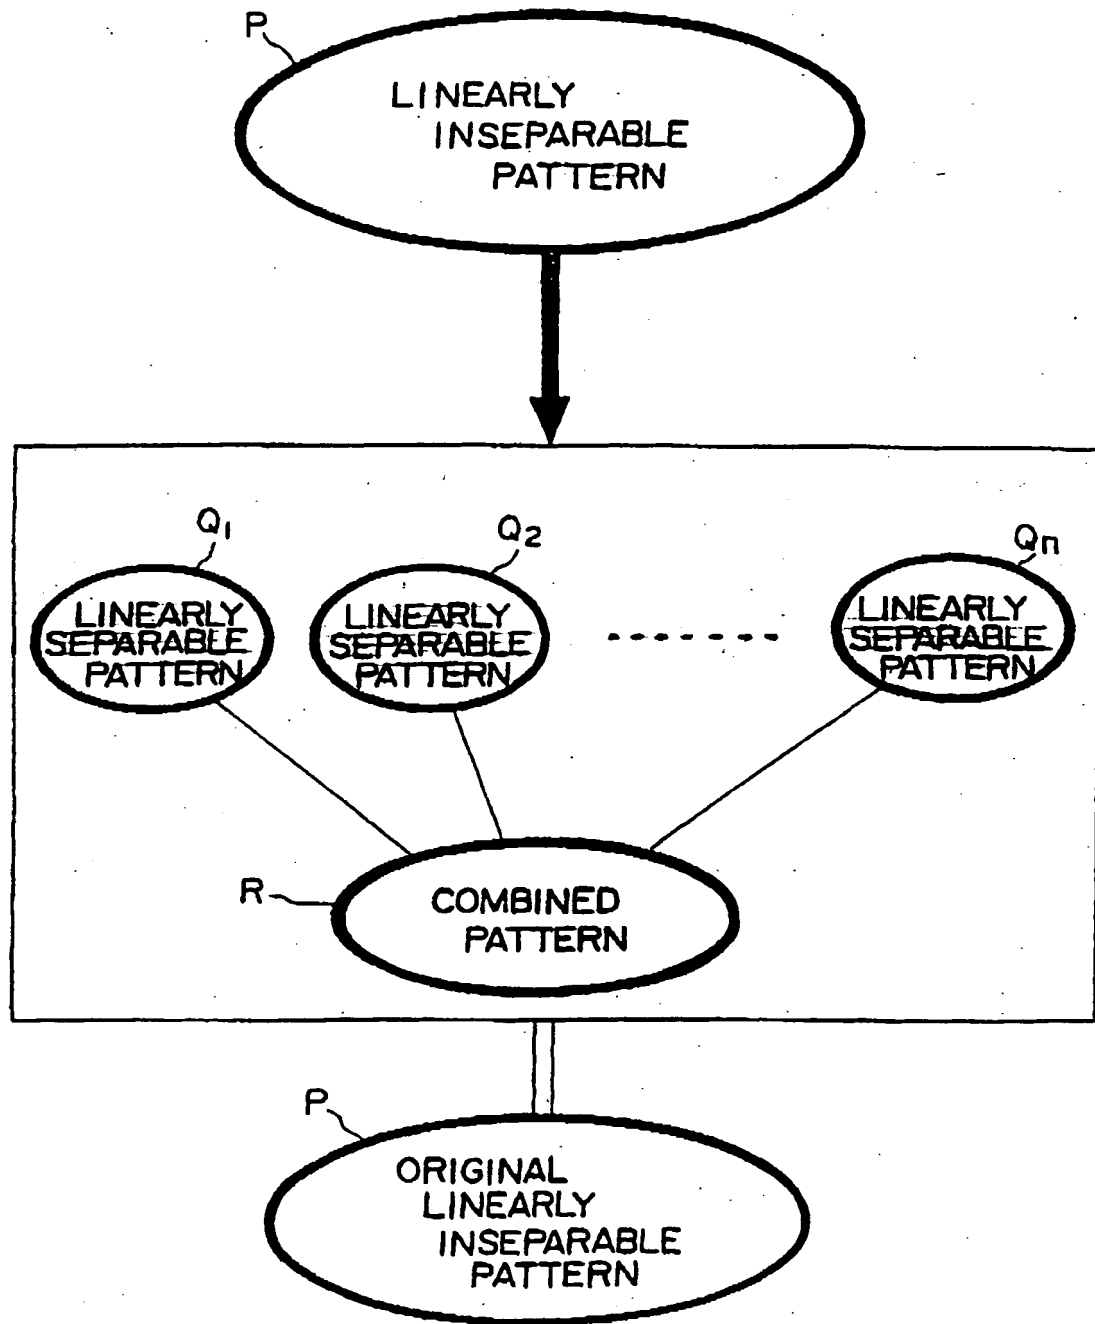 P
LINEARLY
INSEPARABLE
PATTERN
Q1
Q2
Qn
LINEARLY
SEPARABLE
PATTERN
LINEARLY
SEPARABLE
PATTERN
LINEARLY
SEPARABLE
PATTERN
R
COMBINED
PATTERN
P
ORIGINAL
LINEARLY
INSEPARABLE
PATTERN